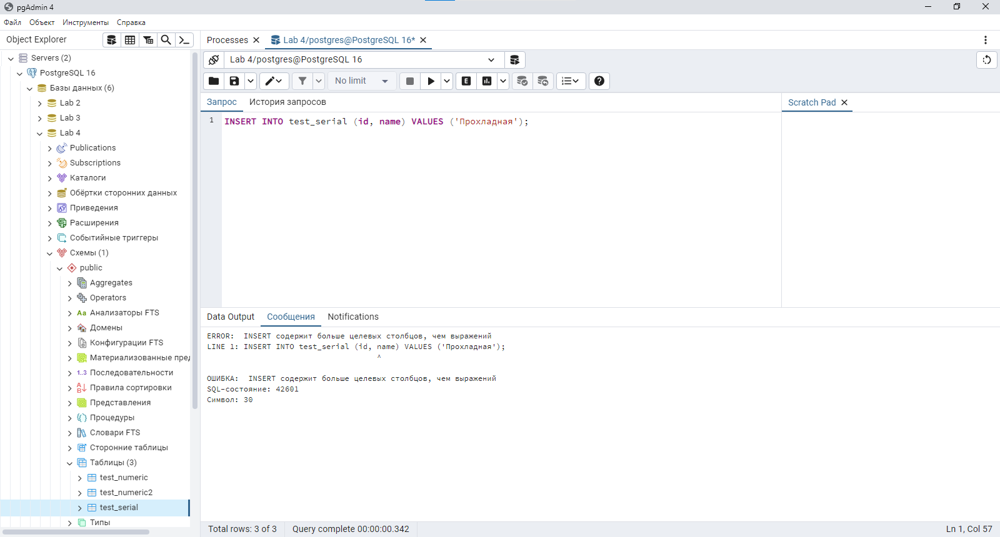 pgAdmin 4
Файл Объект Инструменты Справка
Object Explorer
Processes
Lab 4/postgres@PostgreSQL 16*
Servers (2)
PostgreSQL 16
Базы данных (6)
Lab 2
Lab 3
Lab 4
Publications
Subscriptions
Каталоги
Обёртки сторонних данных
Приведения
Расширения
Событийные триггеры
Схемы (1)
public
Aggregates
Operators
Aa Анализаторы FTS
Домены
Конфигурации FTS
Материализованные пред
1..3 Последовательности
Правила сортировки
Представления
Процедуры
Словари FTS
Сторонние таблицы
Таблицы (3)
test_numeric
test_numeric2
test_serial
Типы
Lab 4/postgres@PostgreSQL 16
No limit
E
Запрос История запросов
Scratch Pad
1 INSERT INTO test_serial (id, name) VALUES ('Прохладная');
Data Output Сообщения Notifications
ERROR:  INSERT содержит больше целевых столбцов, чем выражений
LINE 1: INSERT INTO test_serial (id, name) VALUES ('Прохладная');
^
ОШИБКА:  INSERT содержит больше целевых столбцов, чем выражений
SQL-состояние: 42601
Символ: 30
Total rows: 3 of 3 Query complete 00:00:00.342 Ln 1, Col 57